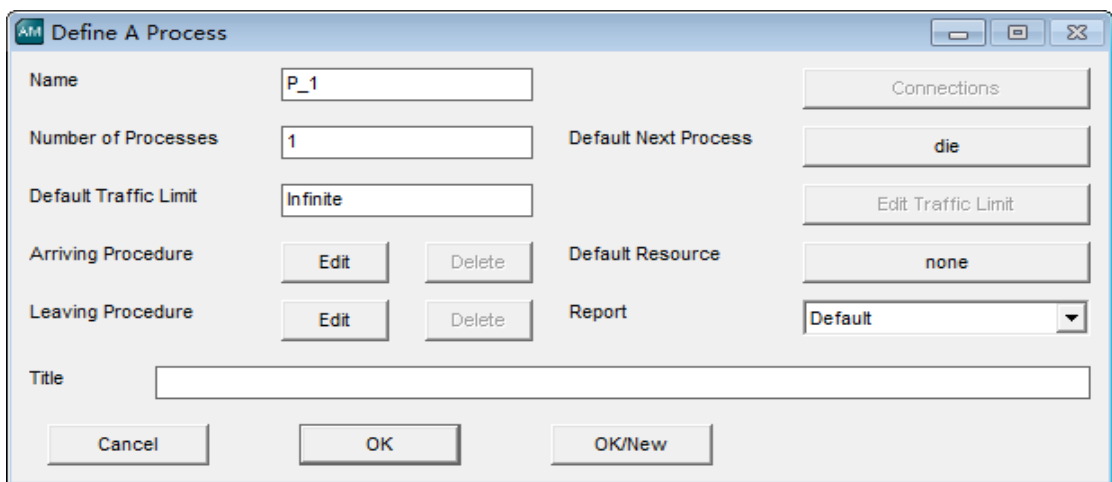 AM Define A Process
Name P_1 Connections
Number of Processes 1 Default Next Process die
Default Traffic Limit Infinite Edit Traffic Limit
Arriving Procedure Edit Delete Default Resource none
Leaving Procedure Edit Delete Report Default
Title
Cancel OK OK/New